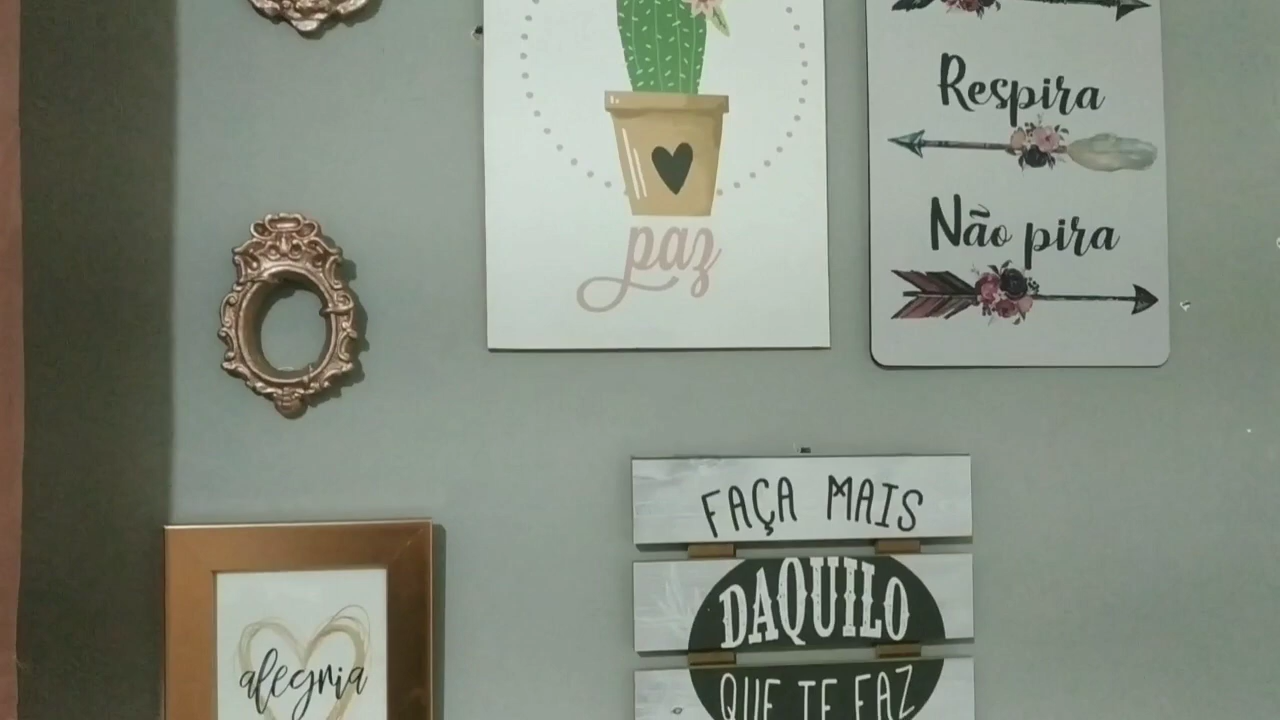 Respira
Não pira
paz
FAÇA MAIS
DAQUILO
QUE TE FAZ
alegria